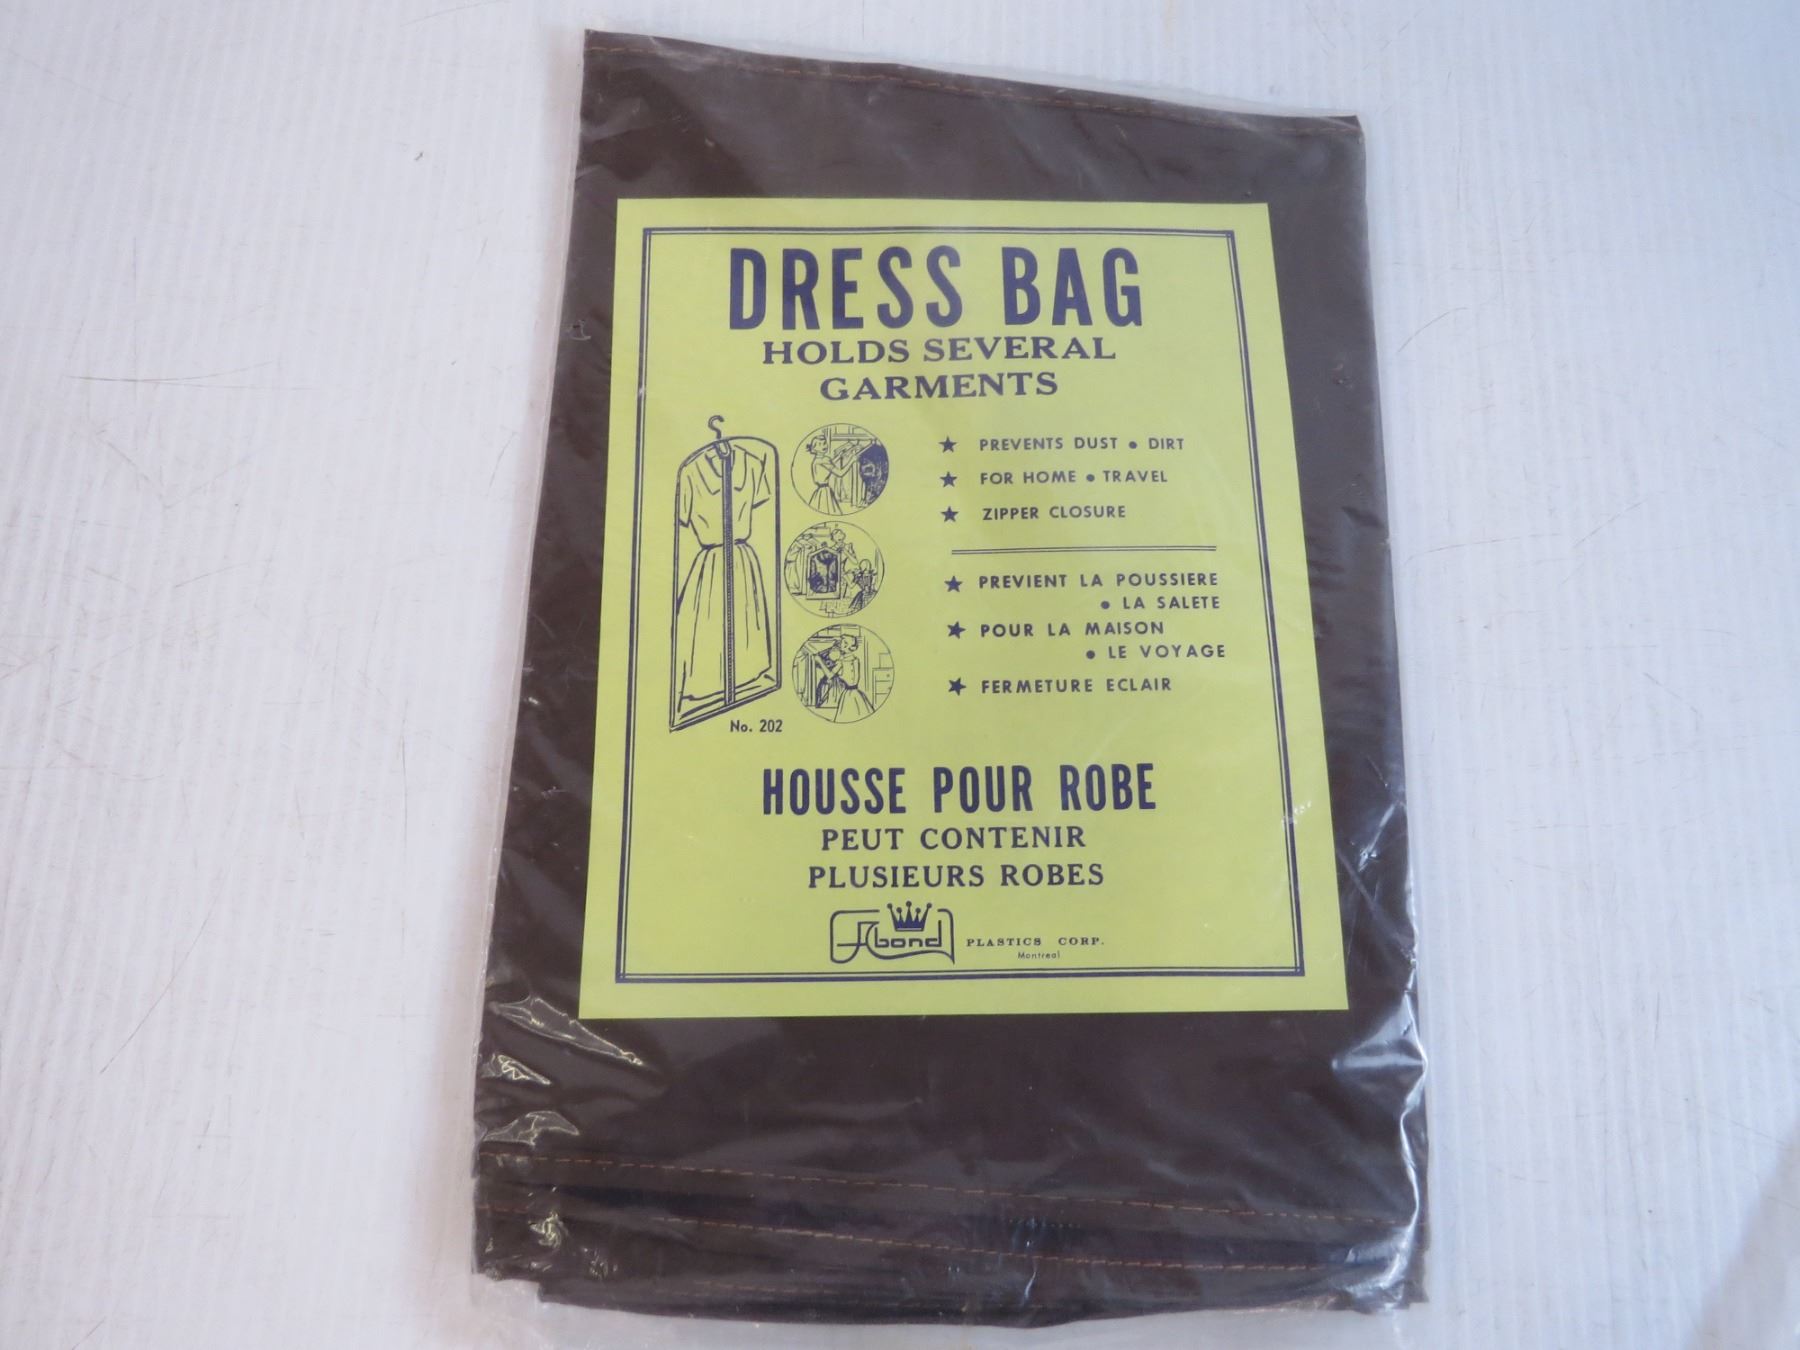 DRESS BAG
HOLDS SEVERAL
GARMENTS
★ PREVENTS DUST • DIRT
★ FOR HOME • TRAVEL
★ ZIPPER CLOSURE
★ PREVIENT LA POUSSIERE
• LA SALETE
★ POUR LA MAISON
• LE VOYAGE
★ FERMETURE ECLAIR
No. 202
HOUSSE POUR ROBE
PEUT CONTENIR
PLUSIEURS ROBES
Abond PLASTICS CORP.
Montreal